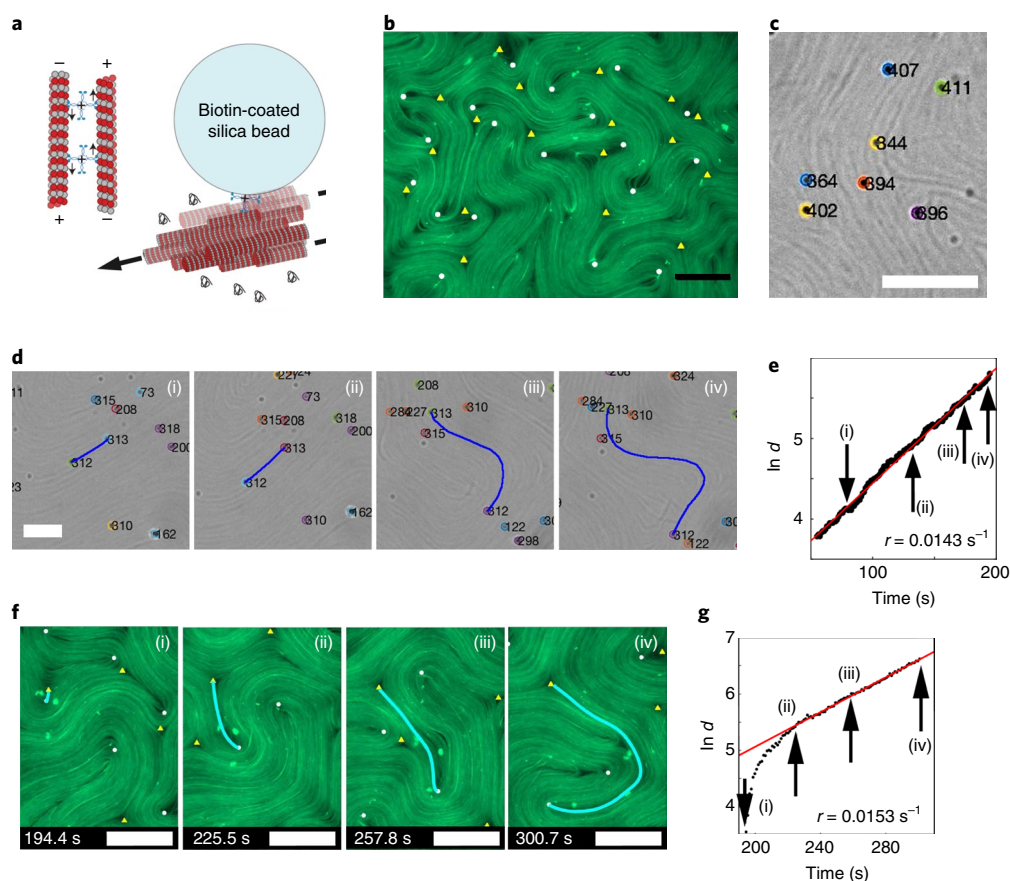 a
b
c
− +
Biotin-coated
silica bead
+ −
407
411
344
364
394
402
396
d
(i)
315
208
73
313
318
312
200
23
310
162
(ii)
73
315
208
318
313
200
312
310
162
(iii)
208
284
227
313
310
315
312
122
298
(iv)
208
324
284
227
313
310
315
312
122
e
ln d
5
4
(i)
(ii)
(iii)
(iv)
r = 0.0143 s⁻¹
100
200
Time (s)
f
(i)
194.4 s
(ii)
225.5 s
(iii)
257.8 s
(iv)
300.7 s
g
7
6
5
4
ln d
(i)
(ii)
(iii)
(iv)
r = 0.0153 s⁻¹
200
240
280
Time (s)